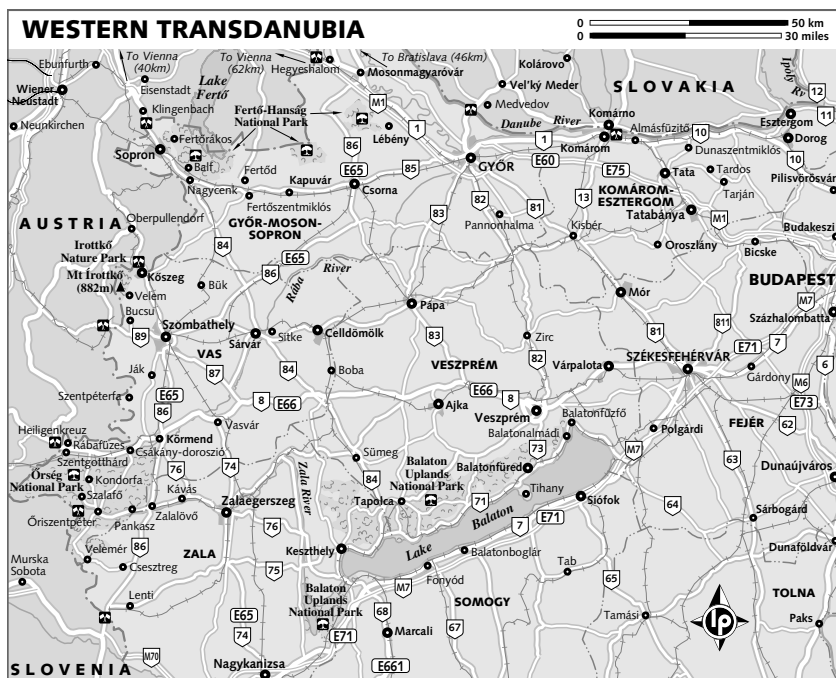 WESTERN TRANSDANUBIA
0 50 km
0 30 miles
To Vienna
(40km)
To Vienna
(62km)
To Bratislava (46km)
Ebenfurth
Hegyeshalom
Mosonmagyaróvár
Kolárovo
Eisenstadt
Lake
Fertő
Wiener
Neustadt
Vel'ký Meder
SLOVAKIA
Ipoly
Rv
12
Klingenbach
M1
Medvedov
Komárno
11
Neunkirchen
Fertő-Hanság
National Park
1
Danube River
Almásfüzitő
10
Esztergom
Lébény
1
Komárom
Dorog
Fertőrákos
86
Dunaszentmiklós
Sopron
GYŐR
E60
10
Balf
Fertőd
Kapuvár
E65
85
E75
Tata
Tardos
Pilisvörösvár
Nagycenk
Csorna
KOMÁROM-
ESZTERGOM
Tarján
Fertőszentmiklós
82
81
13
Tatabánya
AUSTRIA
Oberpullendorf
GYŐR-MOSON-
SOPRON
83
Pannonhalma
M1
84
Kisbér
Budakeszi
Írottkő
Nature Park
E65
River
Oroszlány
Bicske
Mt Írottkő
(882m)
Kőszeg
86
BUDAPEST
Velem
Bük
Rába
Mór
M7
Bucsu
Pápa
Százhalombatta
89
Szombathely
Sárvár
Sitke
Celldömölk
83
Zirc
81
811
7
VAS
VESZPRÉM
82
Várpalota
SZÉKESFEHÉRVÁR
E71
6
Ják
87
84
Boba
Gárdony
Szentpéterfa
E65
8
E66
E66
8
M6
86
Ajka
Veszprém
Balatonfűzfő
E73
Heiligenkreuz
Vasvár
FEJÉR
62
Rábafüzes
Körmend
Balatonalmádi
Polgárdi
Szentgotthárd
Csákány-doroszló
Sümeg
73
M7
63
Őrség
National Park
Kondorfa
76
74
Zala River
84
Balaton
Uplands
National Park
Balatonfüred
Dunaújváros
Szalafő
Kávás
Zalaegerszeg
Tapolca
71
Tihany
Siófok
64
Őriszentpéter
Pankasz
Zalalövő
76
Balaton
Sárbogárd
7
E71
Velemér
86
ZALA
Keszthely
Lake
Balatonboglár
Dunaföldvár
Murska
Sobota
Csesztreg
75
M7
Fonyód
Tab
65
Lenti
Balaton
Uplands
National Park
SOMOGY
TOLNA
E65
68
Tamási
74
E71
Marcali
67
lp
Paks
SLOVENIA
M70
Nagykanizsa
E661